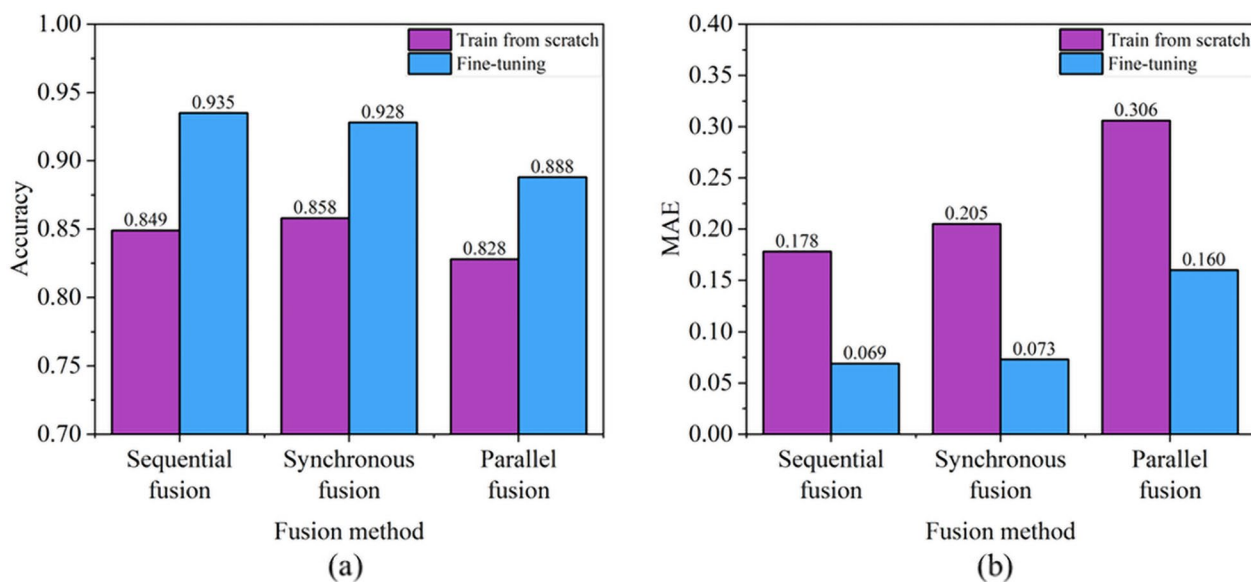 1.00
0.95
0.90
0.85
0.80
0.75
0.70
Accuracy
Train from scratch
Fine-tuning
0.849
0.935
0.858
0.928
0.828
0.888
Sequential fusion
Synchronous fusion
Parallel fusion
Fusion method
(a)
0.40
0.35
0.30
0.25
0.20
0.15
0.10
0.05
0.00
MAE
Train from scratch
Fine-tuning
0.178
0.069
0.205
0.073
0.306
0.160
Sequential fusion
Synchronous fusion
Parallel fusion
Fusion method
(b)